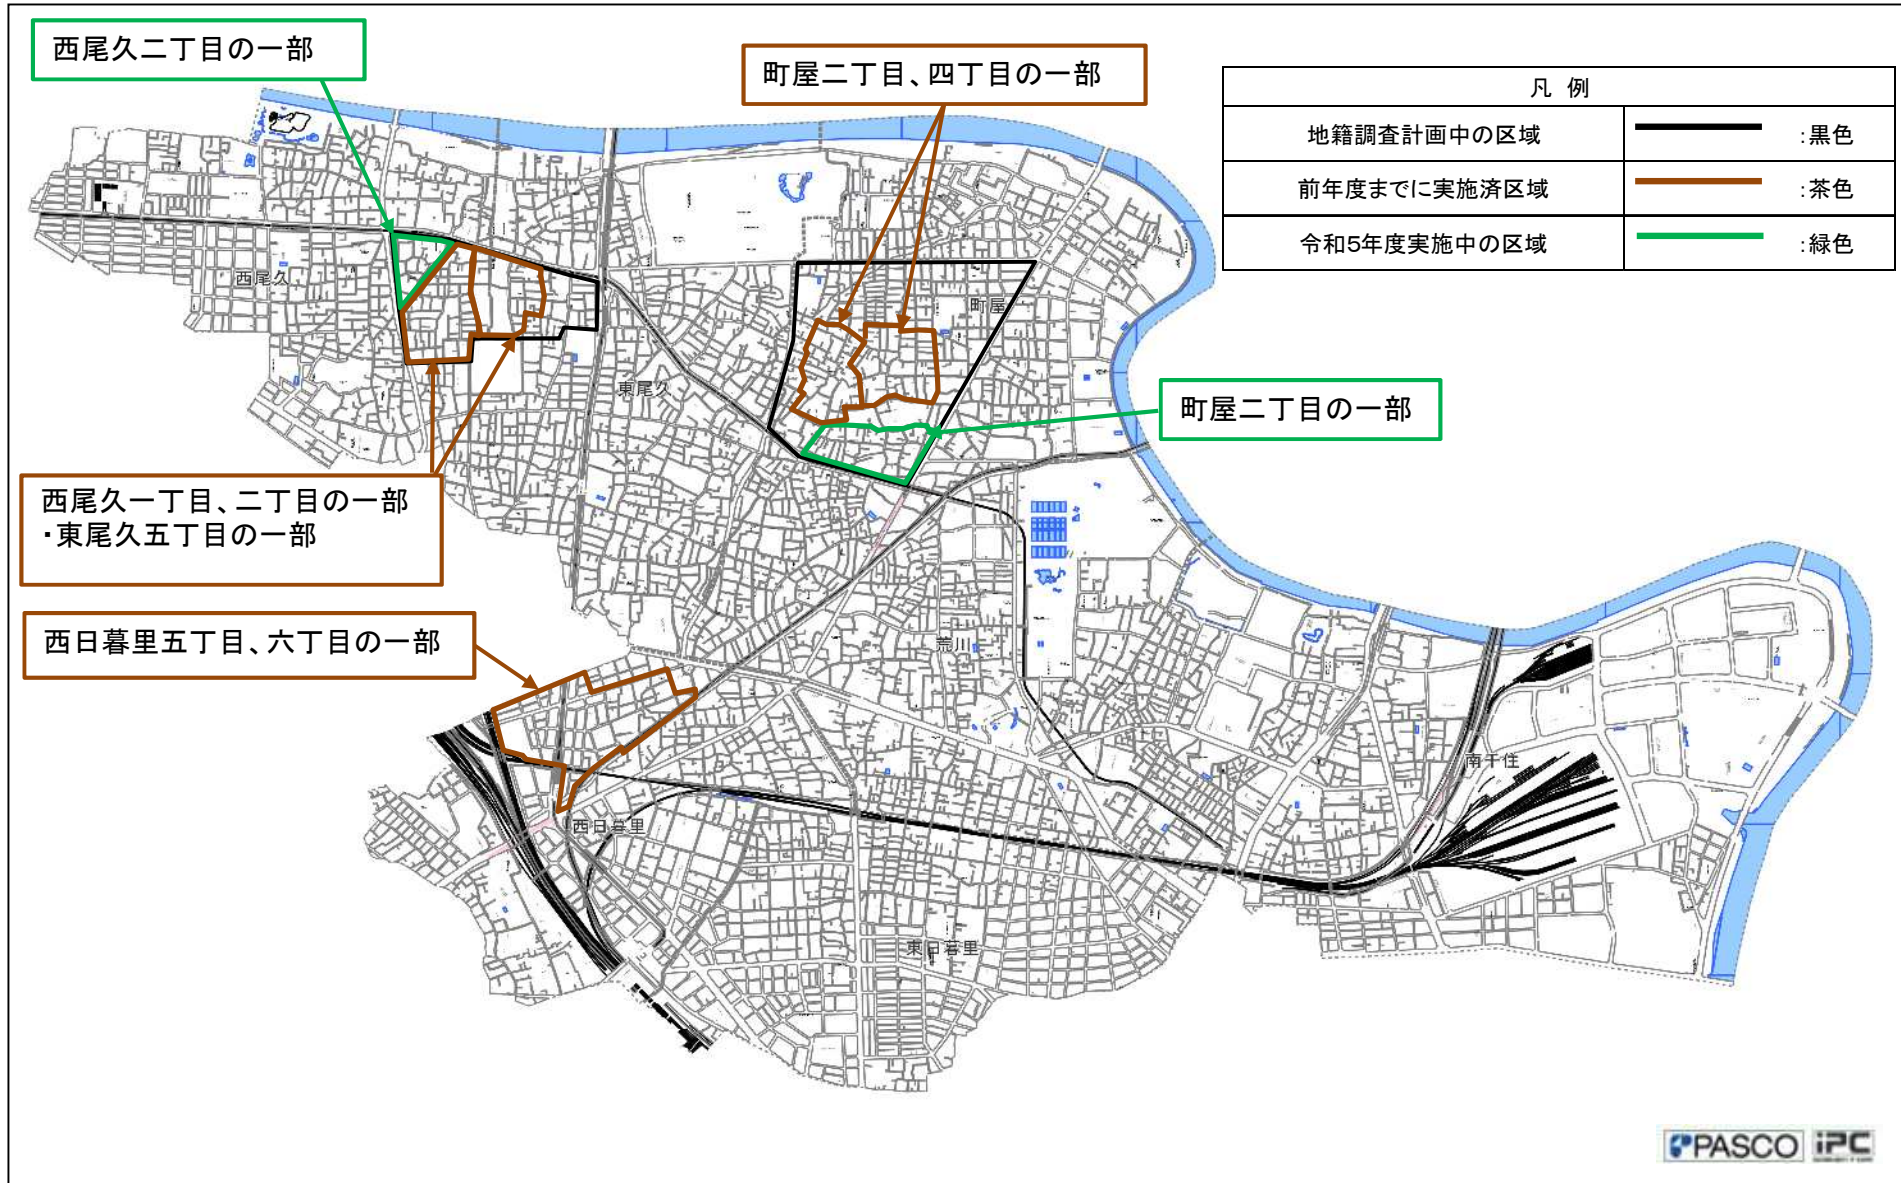 西尾久二丁目の一部
町屋二丁目、四丁目の一部
凡 例
地籍調査計画中の区域 :黒色
前年度までに実施済区域 :茶色
令和5年度実施中の区域 :緑色
西尾久
町屋
東尾久
町屋二丁目の一部
西尾久一丁目、二丁目の一部
・東尾久五丁目の一部
西日暮里五丁目、六丁目の一部
荒川
南千住
西日暮里
東日暮里
PASCO iPC